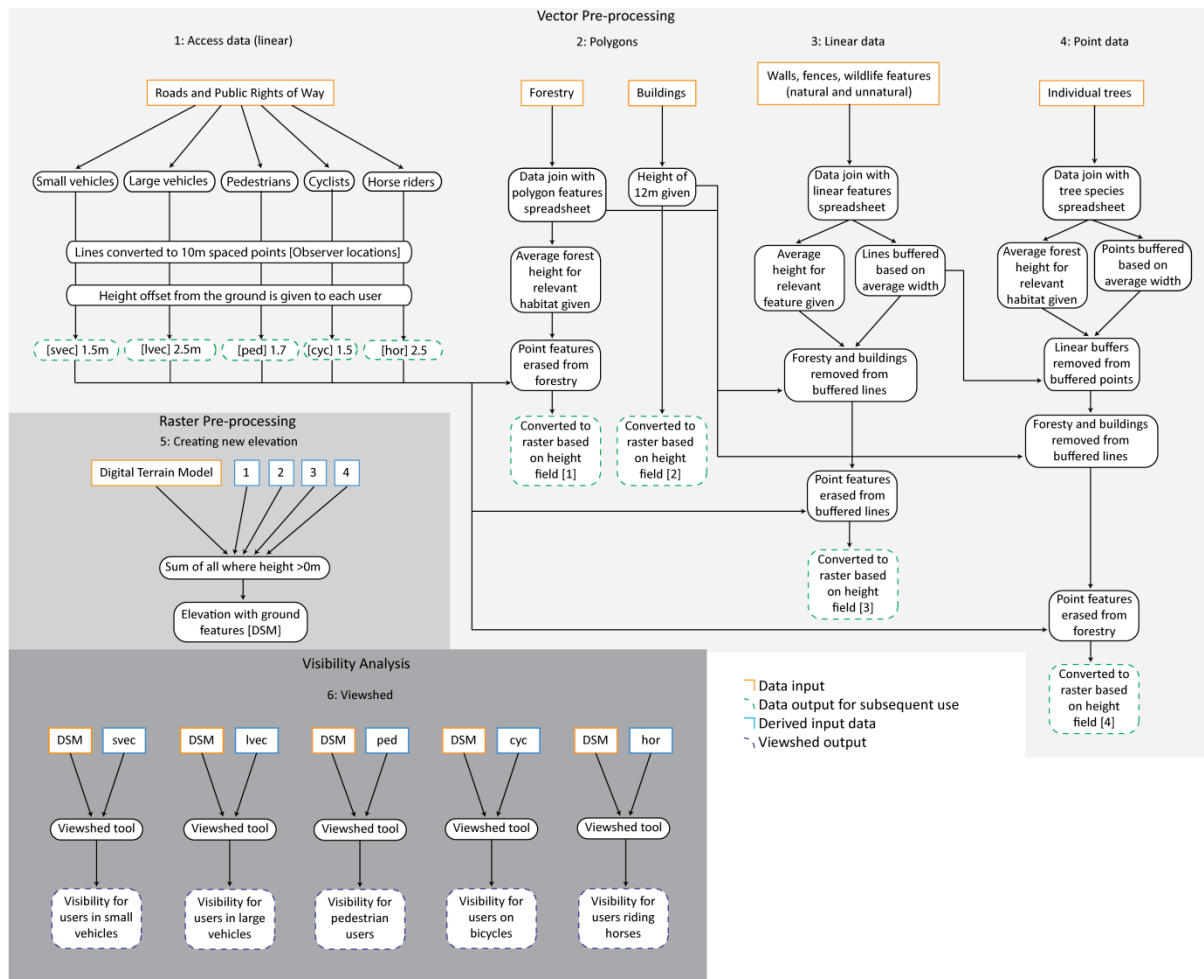 Vector Pre-processing
1: Access data (linear)
2: Polygons
3: Linear data
4: Point data
Roads and Public Rights of Way
Small vehicles
Large vehicles
Pedestrians
Cyclists
Horse riders
Lines converted to 10m spaced points [Observer locations]
Height offset from the ground is given to each user
[svec] 1.5m
[lvec] 2.5m
[ped] 1.7
[cyc] 1.5
[hor] 2.5
Forestry
Buildings
Data join with
polygon features
spreadsheet
Height of
12m given
Average forest
height for
relevant
habitat given
Point features
erased from
forestry
Converted to
raster based
on height
field [1]
Converted to
raster based
on height
field [2]
Walls, fences, wildlife features
(natural and unnatural)
Data join with
linear features
spreadsheet
Average
height for
relevant
feature given
Lines buffered
based on
average width
Foresty and buildings
removed from
buffered lines
Point features
erased from
buffered lines
Converted to
raster based
on height
field [3]
Individual trees
Data join with
tree species
spreadsheet
Average forest
height for
relevant
habitat given
Points buffered
based on
average width
Linear buffers
removed from
buffered points
Foresty and buildings
removed from
buffered lines
Point features
erased from
forestry
Converted to
raster based
on height
field [4]
Raster Pre-processing
5: Creating new elevation
Digital Terrain Model
1
2
3
4
Sum of all where height >0m
Elevation with ground
features [DSM]
Visibility Analysis
6: Viewshed
DSM
svec
DSM
lvec
DSM
ped
DSM
cyc
DSM
hor
Viewshed tool
Viewshed tool
Viewshed tool
Viewshed tool
Viewshed tool
Visibility for
users in small
vehicles
Visibility for
users in large
vehicles
Visibility for
pedestrian
users
Visibility for
users on
bicycles
Visibility for
users riding
horses
Data input
Data output for subsequent use
Derived input data
Viewshed output